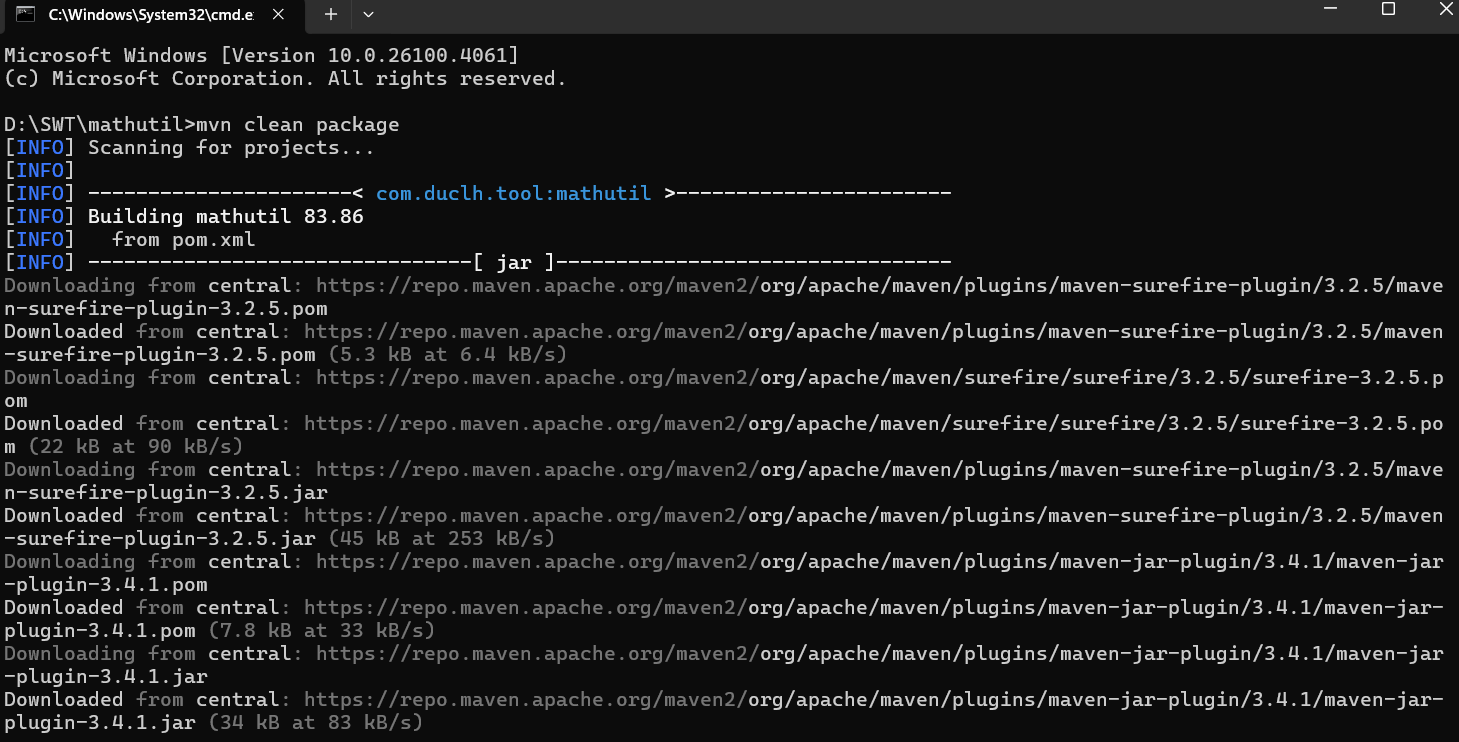 C:\Windows\System32\cmd.e
Microsoft Windows [Version 10.0.26100.4061]
(c) Microsoft Corporation. All rights reserved.
D:\SWT\mathutil>mvn clean package
[INFO] Scanning for projects...
[INFO]
[INFO] ----------------------< com.duclh.tool:mathutil >-----------------------
[INFO] Building mathutil 83.86
[INFO]   from pom.xml
[INFO] --------------------------------[ jar ]---------------------------------
Downloading from central: https://repo.maven.apache.org/maven2/org/apache/maven/plugins/maven-surefire-plugin/3.2.5/mave
n-surefire-plugin-3.2.5.pom
Downloaded from central: https://repo.maven.apache.org/maven2/org/apache/maven/plugins/maven-surefire-plugin/3.2.5/maven
-surefire-plugin-3.2.5.pom (5.3 kB at 6.4 kB/s)
Downloading from central: https://repo.maven.apache.org/maven2/org/apache/maven/surefire/surefire/3.2.5/surefire-3.2.5.p
om
Downloaded from central: https://repo.maven.apache.org/maven2/org/apache/maven/surefire/surefire/3.2.5/surefire-3.2.5.po
m (22 kB at 90 kB/s)
Downloading from central: https://repo.maven.apache.org/maven2/org/apache/maven/plugins/maven-surefire-plugin/3.2.5/mave
n-surefire-plugin-3.2.5.jar
Downloaded from central: https://repo.maven.apache.org/maven2/org/apache/maven/plugins/maven-surefire-plugin/3.2.5/maven
-surefire-plugin-3.2.5.jar (45 kB at 253 kB/s)
Downloading from central: https://repo.maven.apache.org/maven2/org/apache/maven/plugins/maven-jar-plugin/3.4.1/maven-jar
-plugin-3.4.1.pom
Downloaded from central: https://repo.maven.apache.org/maven2/org/apache/maven/plugins/maven-jar-plugin/3.4.1/maven-jar-
plugin-3.4.1.pom (7.8 kB at 33 kB/s)
Downloading from central: https://repo.maven.apache.org/maven2/org/apache/maven/plugins/maven-jar-plugin/3.4.1/maven-jar
-plugin-3.4.1.jar
Downloaded from central: https://repo.maven.apache.org/maven2/org/apache/maven/plugins/maven-jar-plugin/3.4.1/maven-jar-
plugin-3.4.1.jar (34 kB at 83 kB/s)